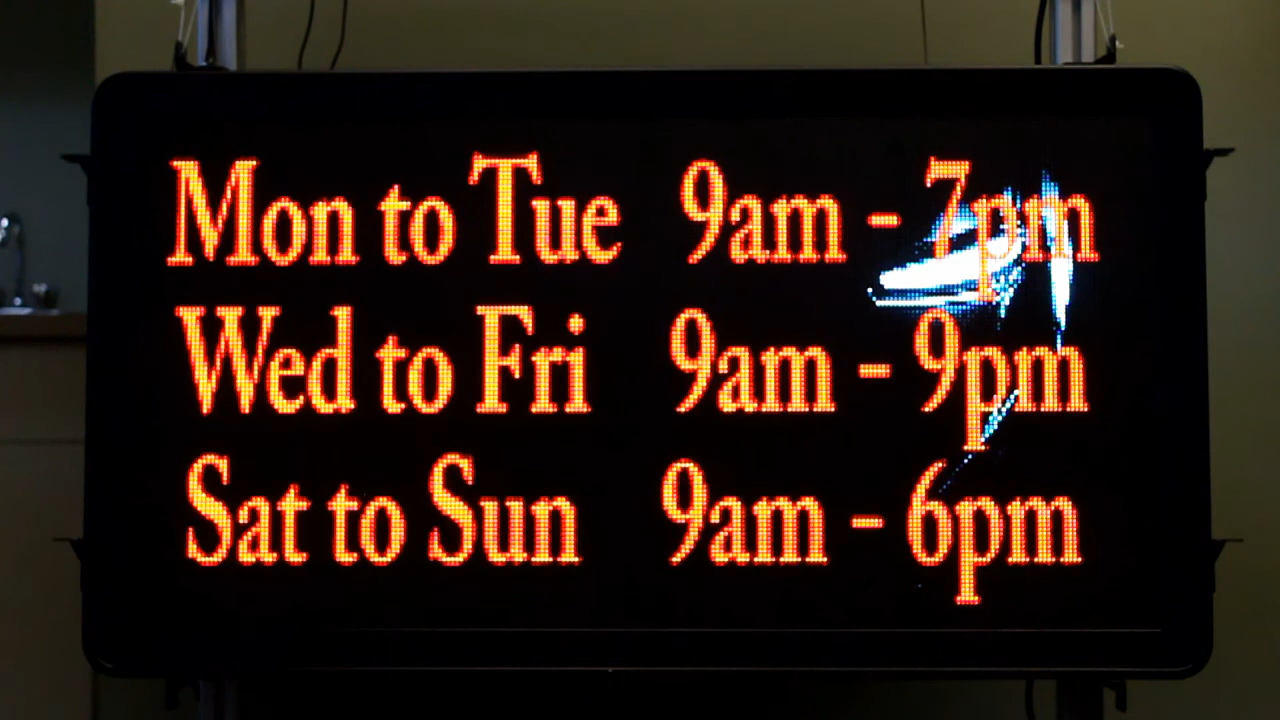 Mon to Tue 9am - 7pm
Wed to Fri 9am - 9pm
Sat to Sun 9am - 6pm